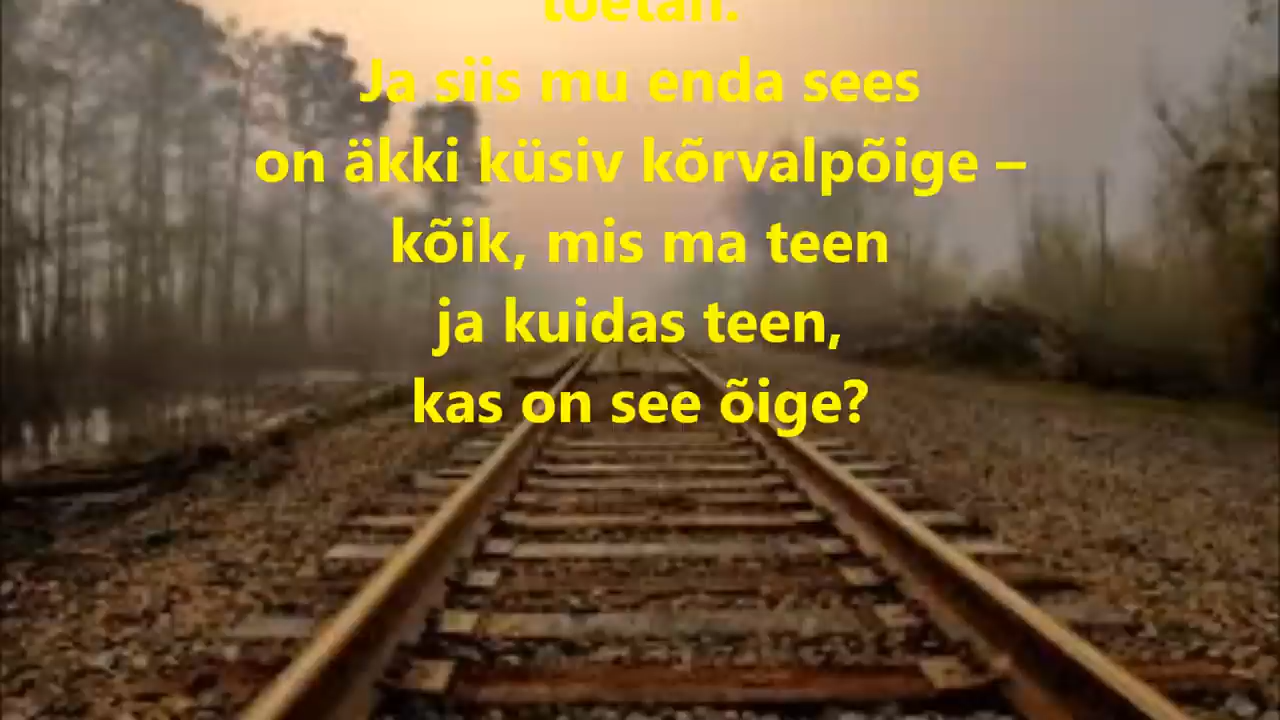 toetan.
Ja siis mu enda sees
on äkki küsiv kõrvalpõige –
kõik, mis ma teen
ja kuidas teen,
kas on see õige?